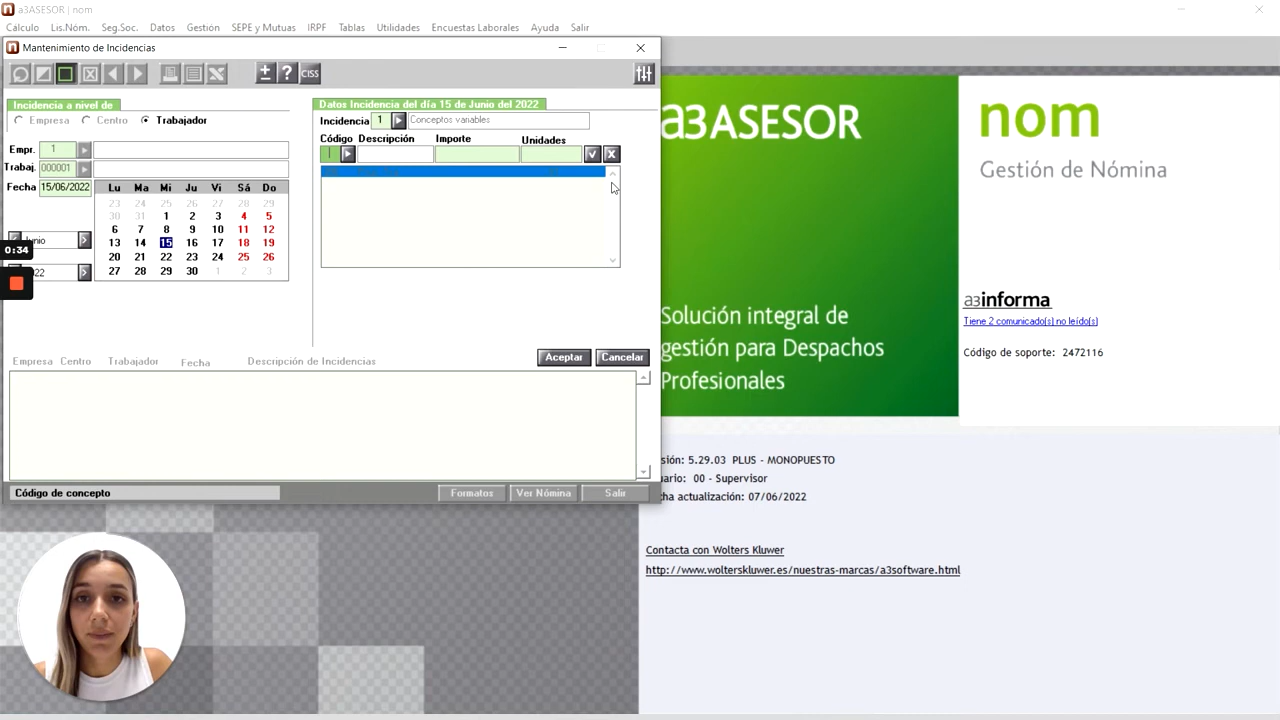 a3ASESOR | nom
Cálculo Lis.Nóm. Seg.Soc. Datos Gestión SEPE y Mutuas IRPF Tablas Utilidades Encuestas Laborales Ayuda Salir
Mantenimiento de Incidencias
CISS
Incidencia a nivel de
Empresa Centro Trabajador
Empr. 1
Trabaj. 000001
Fecha 15/06/2022
Lu Ma Mi Ju Vi Sá Do
23 24 25 26 27 28 29
30 31 1 2 3 4 5
6 7 8 9 10 11 12
13 14 15 16 17 18 19
20 21 22 23 24 25 26
27 28 29 30 1 2 3
unio
022
0:34
Datos Incidencia del día 15 de Junio del 2022
Incidencia 1 Conceptos variables
Código Descripción Importe Unidades
Aceptar Cancelar
Empresa Centro Trabajador Fecha Descripción de Incidencias
Código de concepto
Formatos Ver Nómina Salir
a3ASESOR
Solución integral de
gestión para Despachos
Profesionales
nom
Gestión de Nómina
a3informa
Tiene 2 comunicado(s) no leído(s)
Código de soporte: 2472116
sión: 5.29.03 PLUS - MONOPUESTO
uario: 00 - Supervisor
cha actualización: 07/06/2022
Contacta con Wolters Kluwer
http://www.wolterskluwer.es/nuestras-marcas/a3software.html